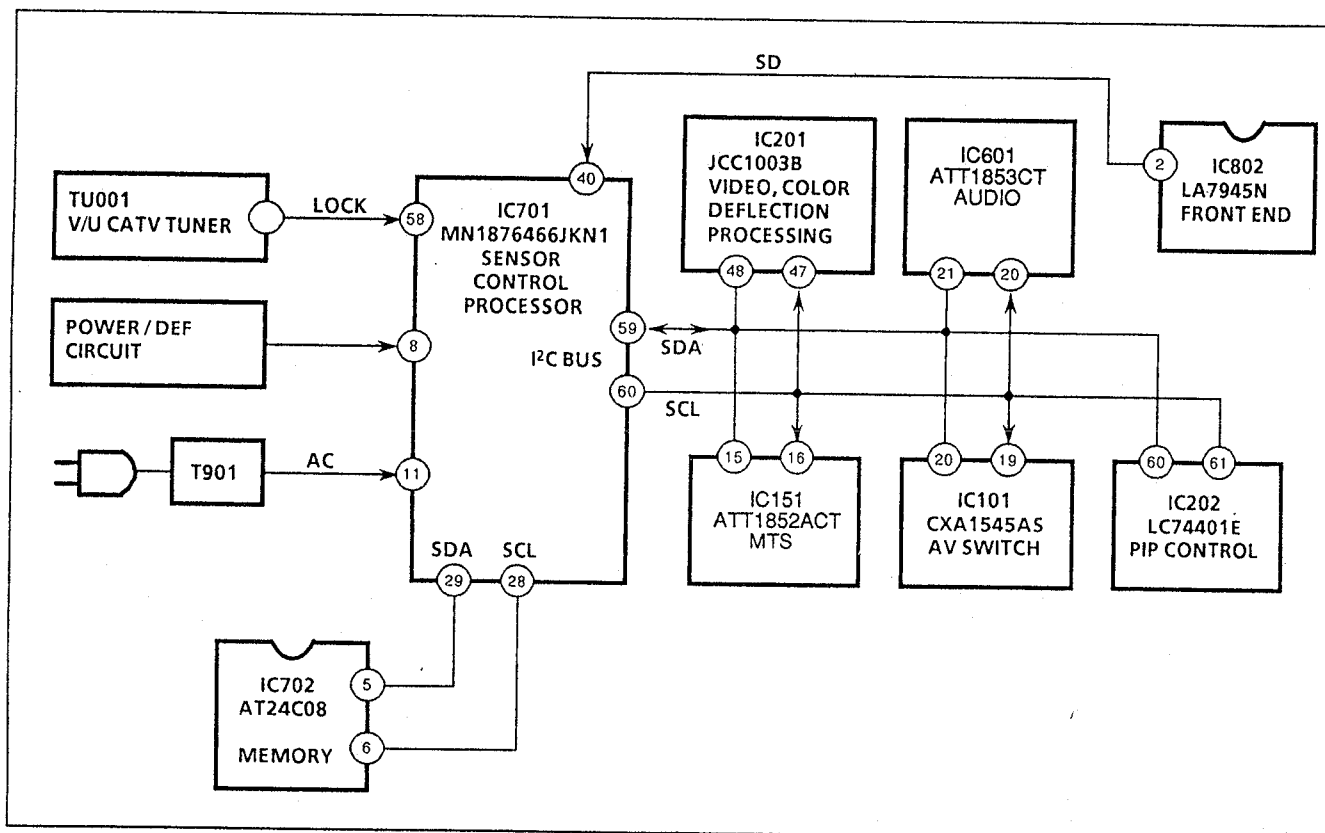 SD
TU001
V/U CATV TUNER
LOCK
58
40
IC701
MN1876466JKN1
SENSOR
CONTROL
PROCESSOR
IC201
JCC1003B
VIDEO, COLOR
DEFLECTION
PROCESSING
48
47
IC601
ATT1853CT
AUDIO
21
20
2
IC802
LA7945N
FRONT END
POWER / DEF
CIRCUIT
8
I²C BUS
59
SDA
60
SCL
T901
AC
11
15
16
IC151
ATT1852ACT
MTS
20
19
IC101
CXA1545AS
AV SWITCH
60
61
IC202
LC74401E
PIP CONTROL
SDA
SCL
29
28
IC702
AT24C08
MEMORY
5
6